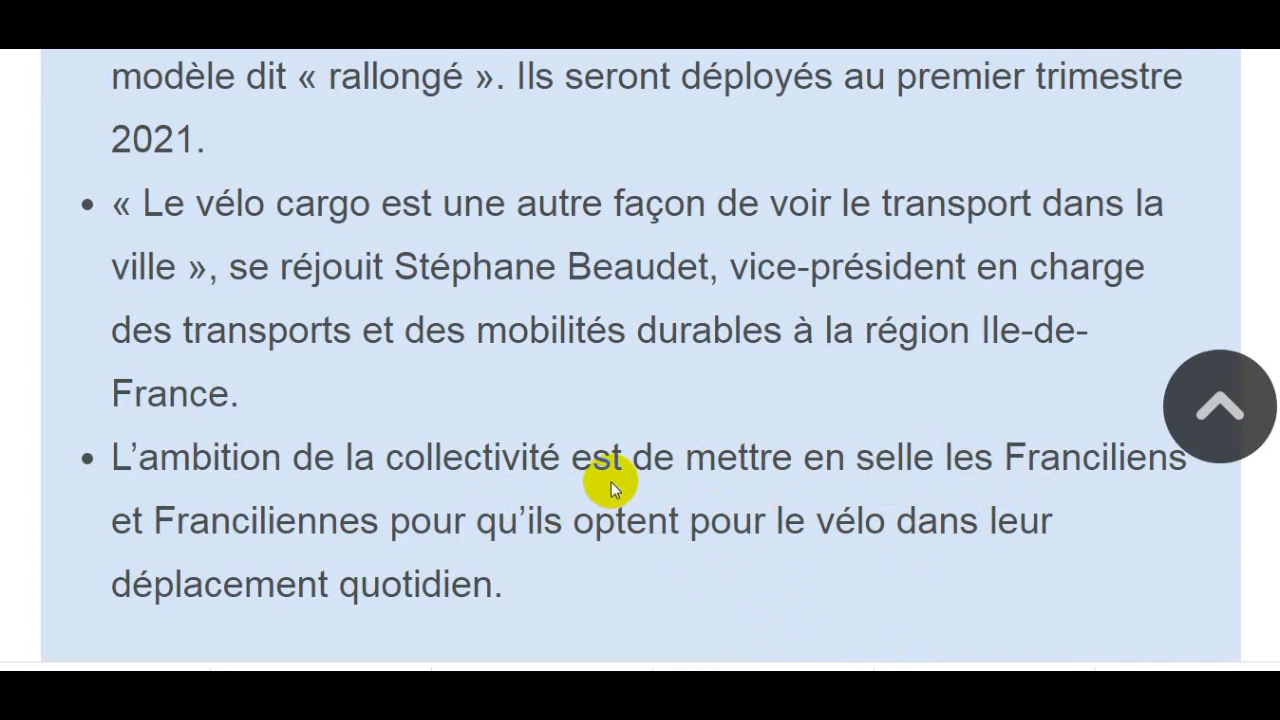 modèle dit « rallongé ». Ils seront déployés au premier trimestre
2021.
• « Le vélo cargo est une autre façon de voir le transport dans la
ville », se réjouit Stéphane Beaudet, vice-président en charge
des transports et des mobilités durables à la région Ile-de-
France.
• L’ambition de la collectivité est de mettre en selle les Franciliens
et Franciliennes pour qu’ils optent pour le vélo dans leur
déplacement quotidien.